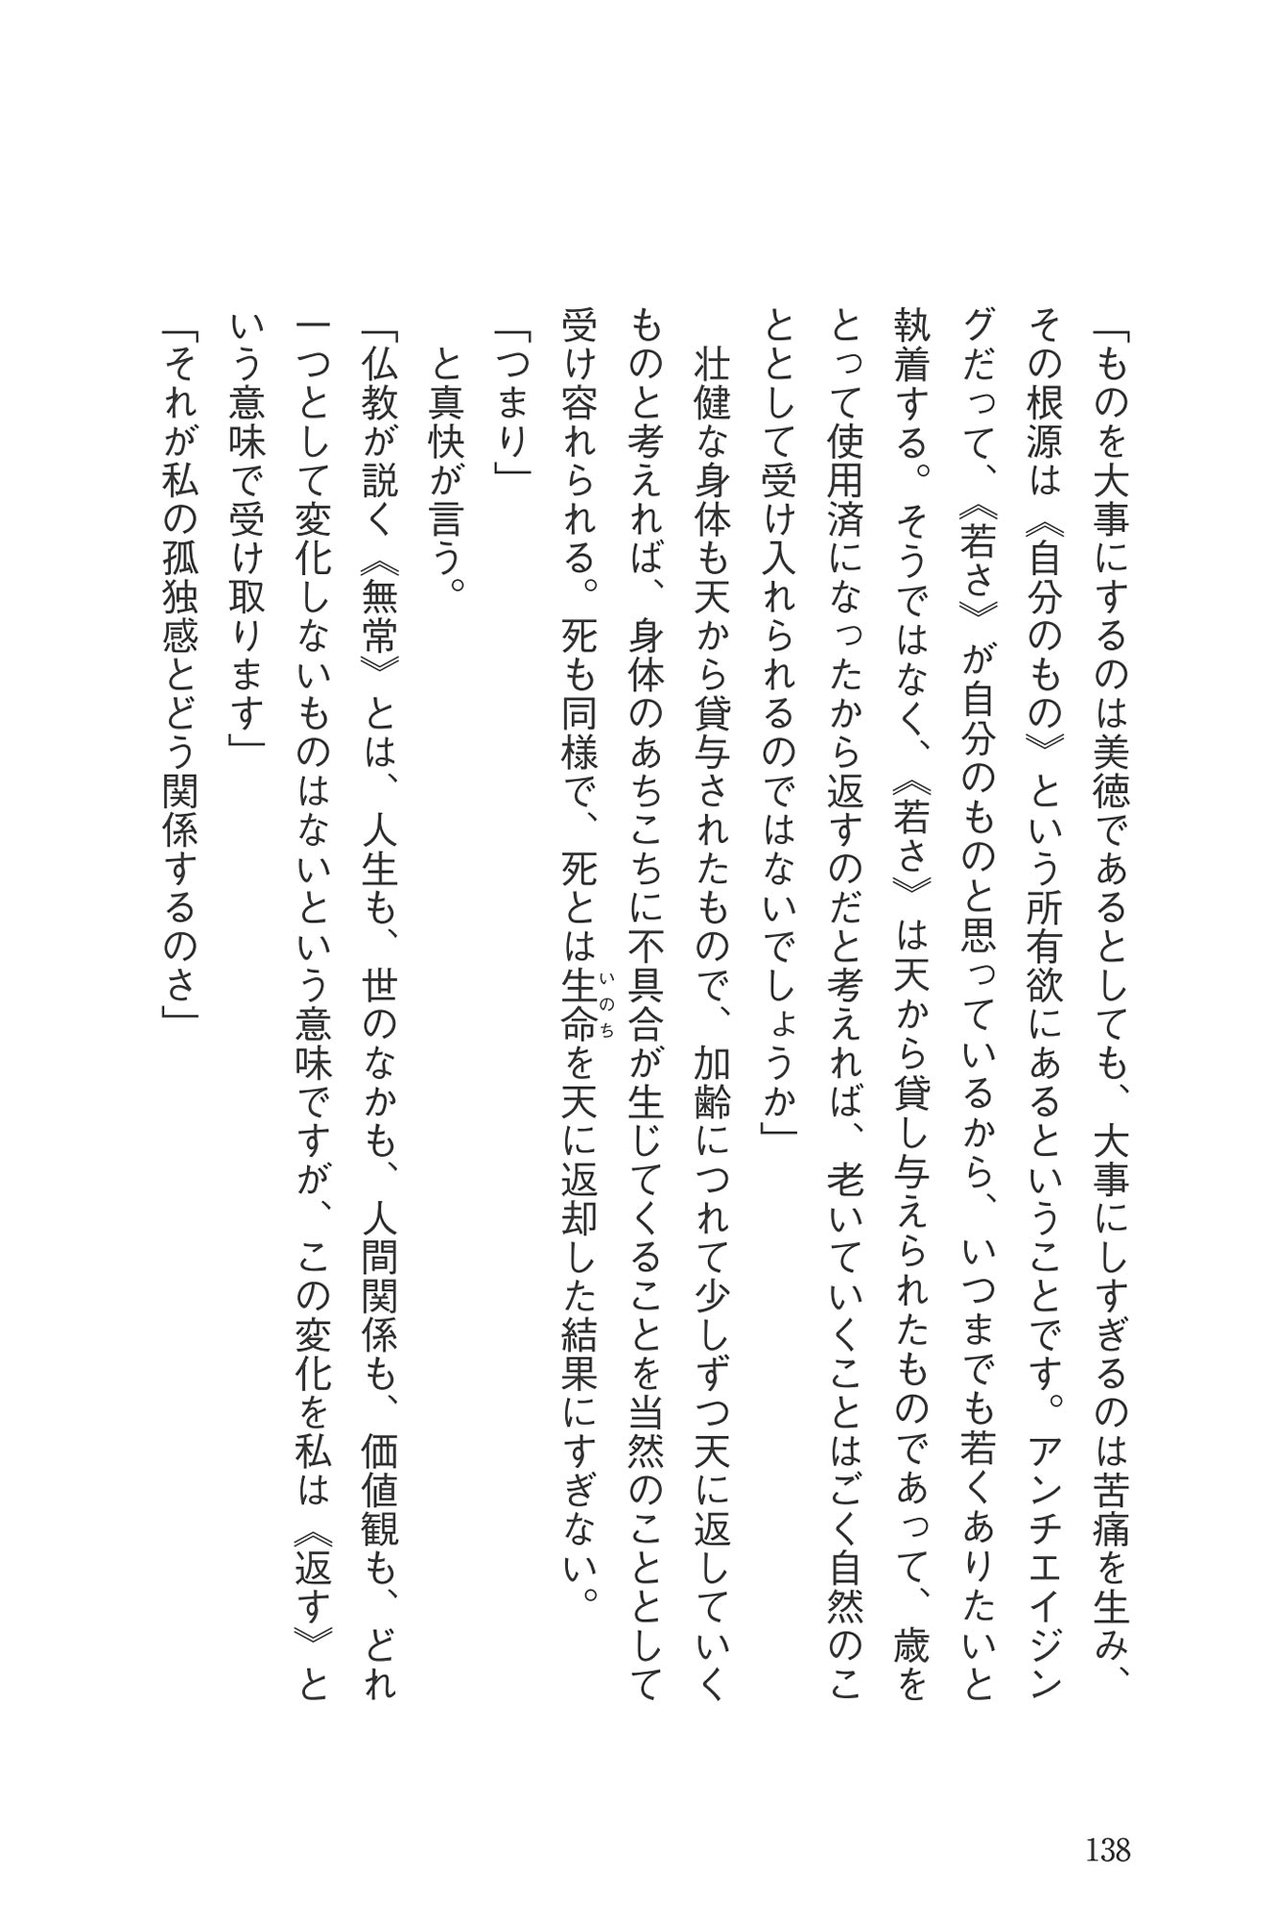 「ものを大事にするのは美徳であるとしても、大事にしすぎるのは苦痛を生み、
その根源は《自分のもの》という所有欲にあるということです。アンチエイジン
グだって、《若さ》が自分のものと思っているから、いつまでも若くありたいと
執着する。そうではなく、《若さ》は天から貸し与えられたものであって、歳を
とって使用済になったから返すのだと考えれば、老いていくことはごく自然のこ
ととして受け入れられるのではないでしょうか」
　壮健な身体も天から貸与されたもので、加齢につれて少しずつ天に返していく
ものと考えれば、身体のあちこちに不具合が生じてくることを当然のこととして
受け容れられる。死も同様で、死とは生命を天に返却した結果にすぎない。
いのち
「つまり」
　と真快が言う。
「仏教が説く《無常》とは、人生も、世のなかも、人間関係も、価値観も、どれ
一つとして変化しないものはないという意味ですが、この変化を私は《返す》と
いう意味で受け取ります」
「それが私の孤独感とどう関係するのさ」
138